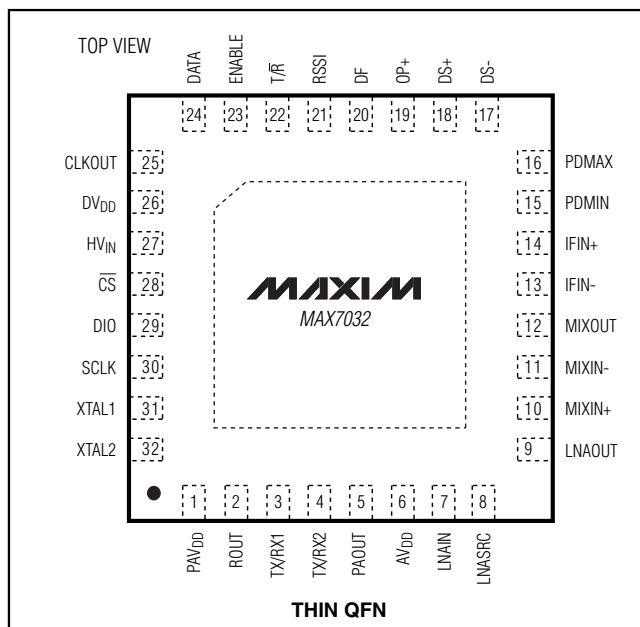 TOP VIEW
DATA
ENABLE
T/R̅
RSSI
DF
OP+
DS+
DS-
24 23 22 21 20 19 18 17
CLKOUT 25
DVDD 26
HVIN 27
C̅S̅ 28
DIO 29
SCLK 30
XTAL1 31
XTAL2 32
16 PDMAX
15 PDMIN
14 IFIN+
13 IFIN-
12 MIXOUT
11 MIXIN-
10 MIXIN+
9 LNAOUT
MAXIM
MAX7032
1 2 3 4 5 6 7 8
PAVDD
ROUT
TX/RX1
TX/RX2
PAOUT
AVDD
LNAIN
LNASRC
THIN QFN